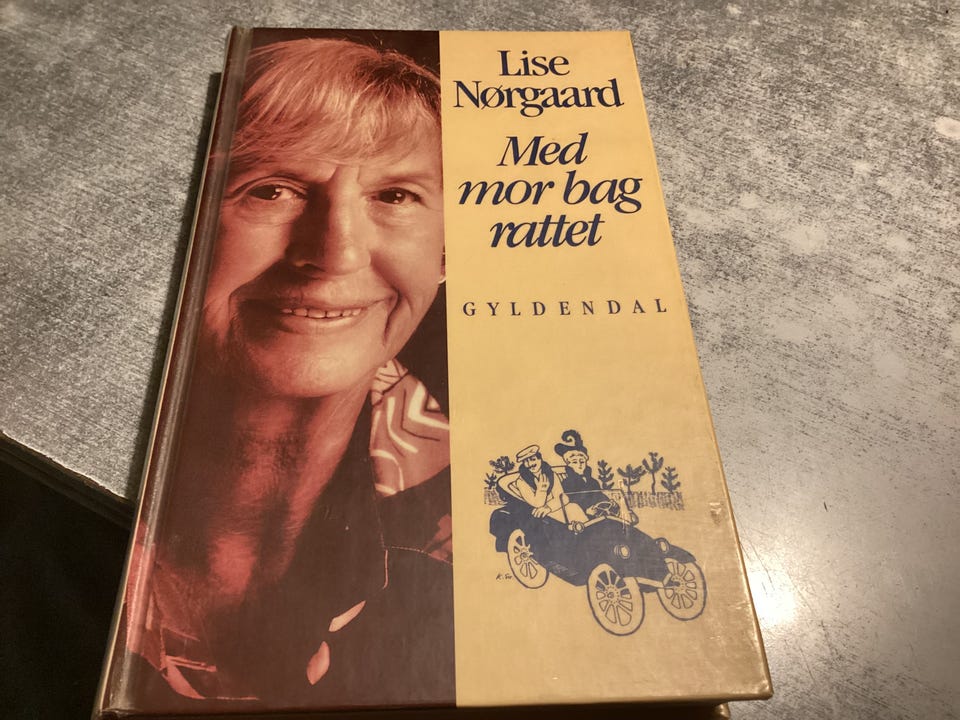 Lise
Nørgaard
Med
mor bag
rattet
GYLDENDAL